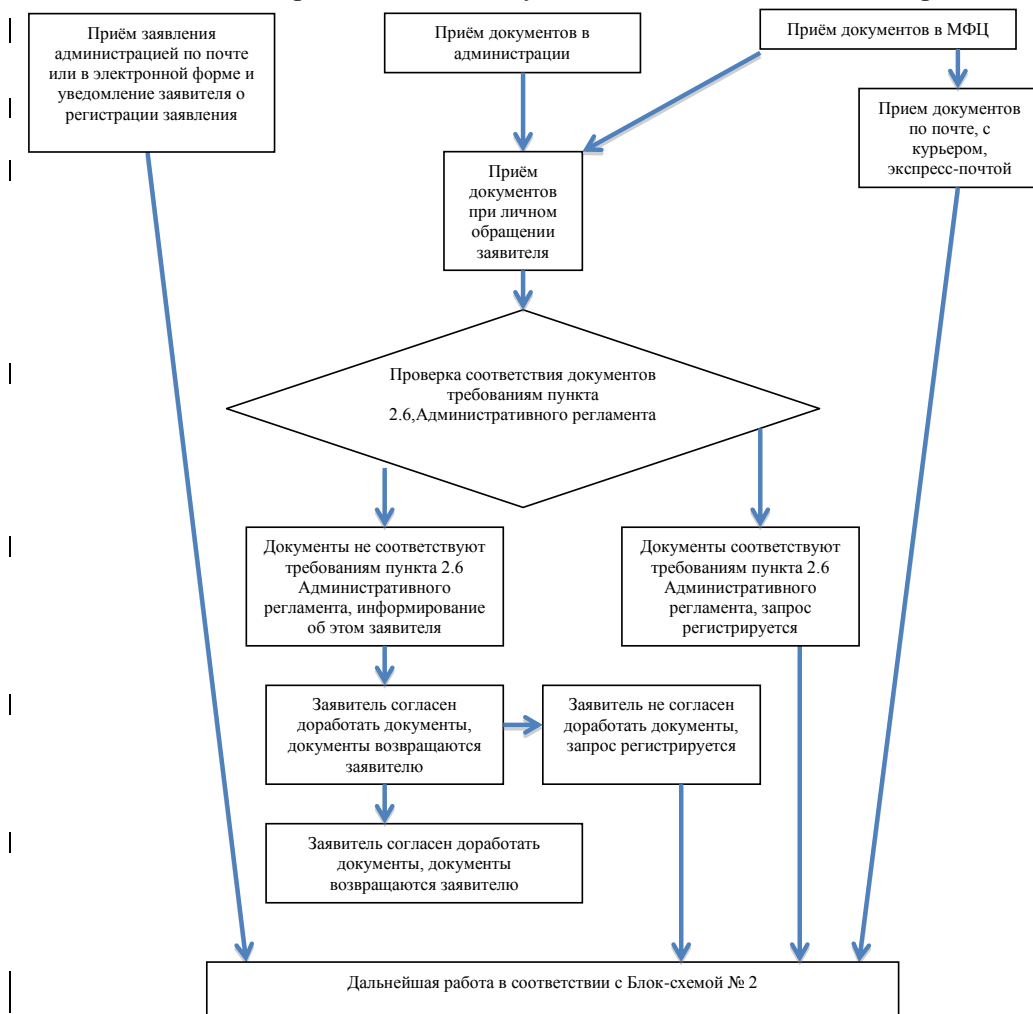 Приём заявления
администрацией по почте
или в электронной форме и
уведомление заявителя о
регистрации заявления
Приём документов в
администрации
Приём документов в МФЦ
Прием документов
по почте, с
курьером,
экспресс-почтой
Приём
документов
при личном
обращении
заявителя
Проверка соответствия документов
требованиям пункта
2.6,Административного регламента
Документы не соответствуют
требованиям пункта 2.6
Административного
регламента, информирование
об этом заявителя
Документы соответствуют
требованиям пункта 2.6
Административного
регламента, запрос
регистрируется
Заявитель согласен
доработать документы,
документы возвращаются
заявителю
Заявитель не согласен
доработать документы,
запрос регистрируется
Заявитель согласен доработать
документы, документы
возвращаются заявителю
Дальнейшая работа в соответствии с Блок-схемой № 2